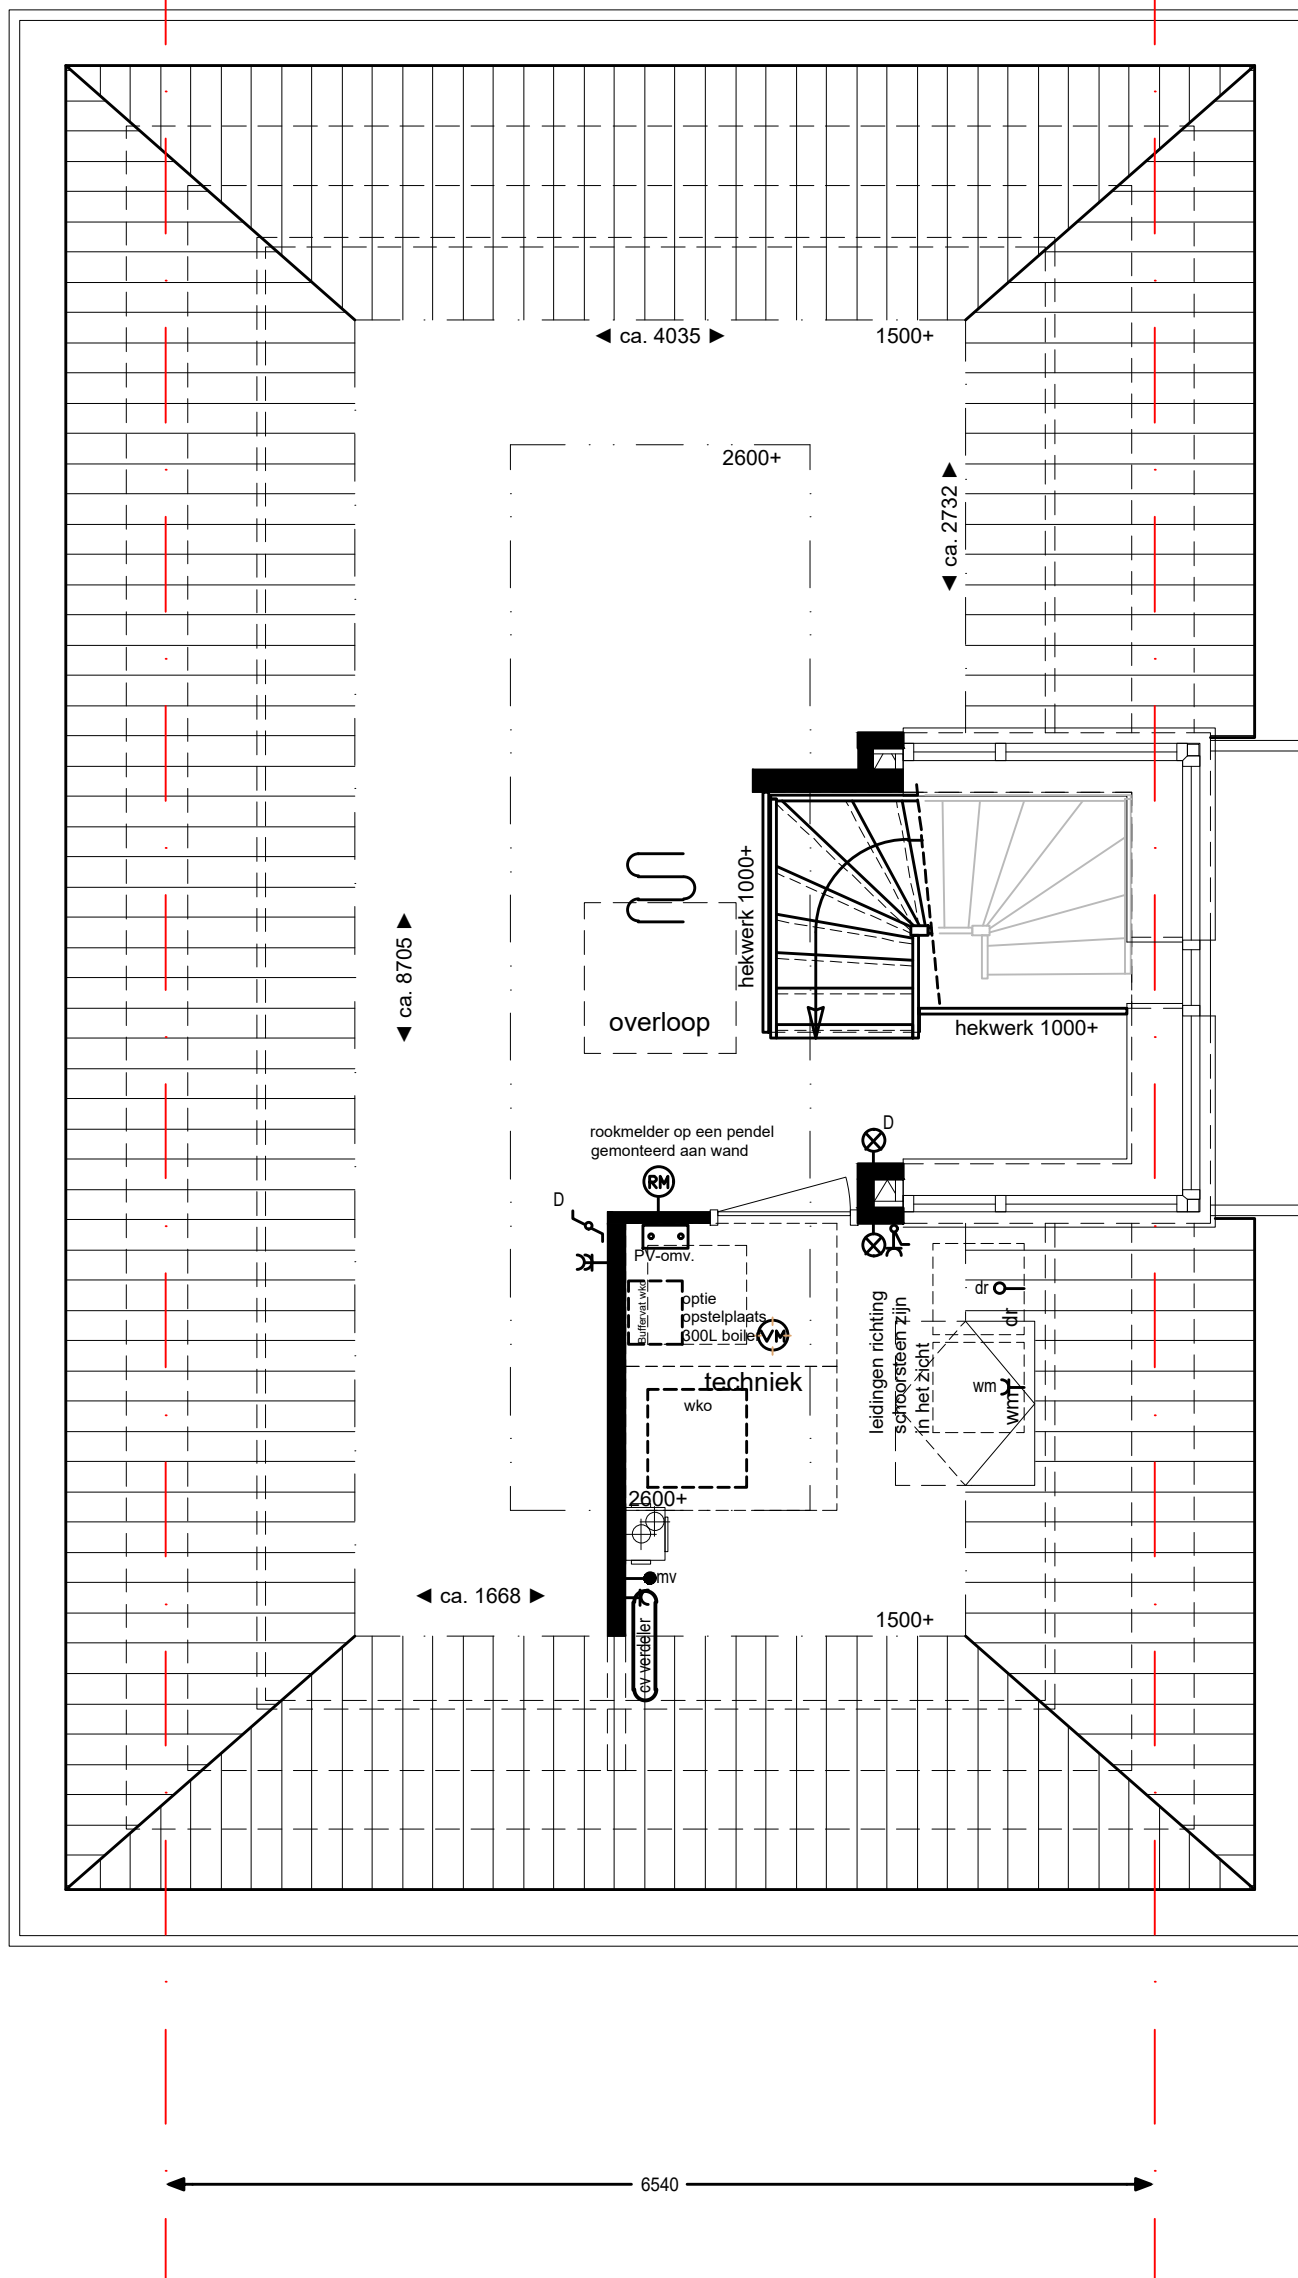 ca. 4035
1500+
2600+
ca. 2732
hekwerk 1000+
ca. 8705
overloop
hekwerk 1000+
rookmelder op een pendel
gemonteerd aan wand
D
D
RM
PV-omv.
Buffervat wko
optie
opstelplaats
300L boiler
VM
leidingen richting
schoorsteen zijn
in het zicht
dr
dr
techniek
wko
wm
wm
2600+
mv
ca. 1668
cv verdeler
1500+
6540